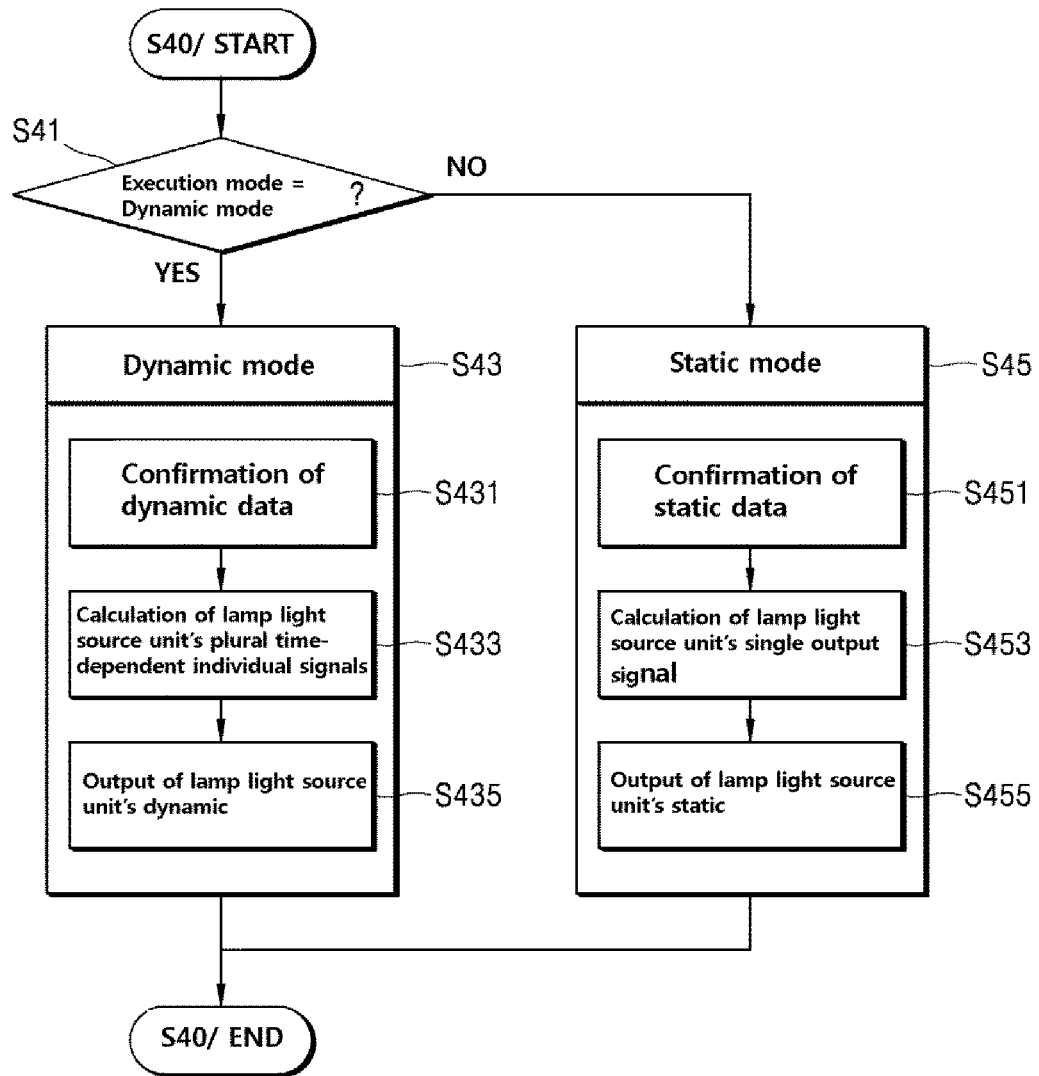 S40/ START
S41
Execution mode =
Dynamic mode ?
NO
YES
Dynamic mode
S43
Confirmation of
dynamic data
S431
Calculation of lamp light
source unit's plural time-
dependent individual signals
S433
Output of lamp light source
unit's dynamic
S435
Static mode
S45
Confirmation of
static data
S451
Calculation of lamp light
source unit's single output
signal
S453
Output of lamp light source
unit's static
S455
S40/ END